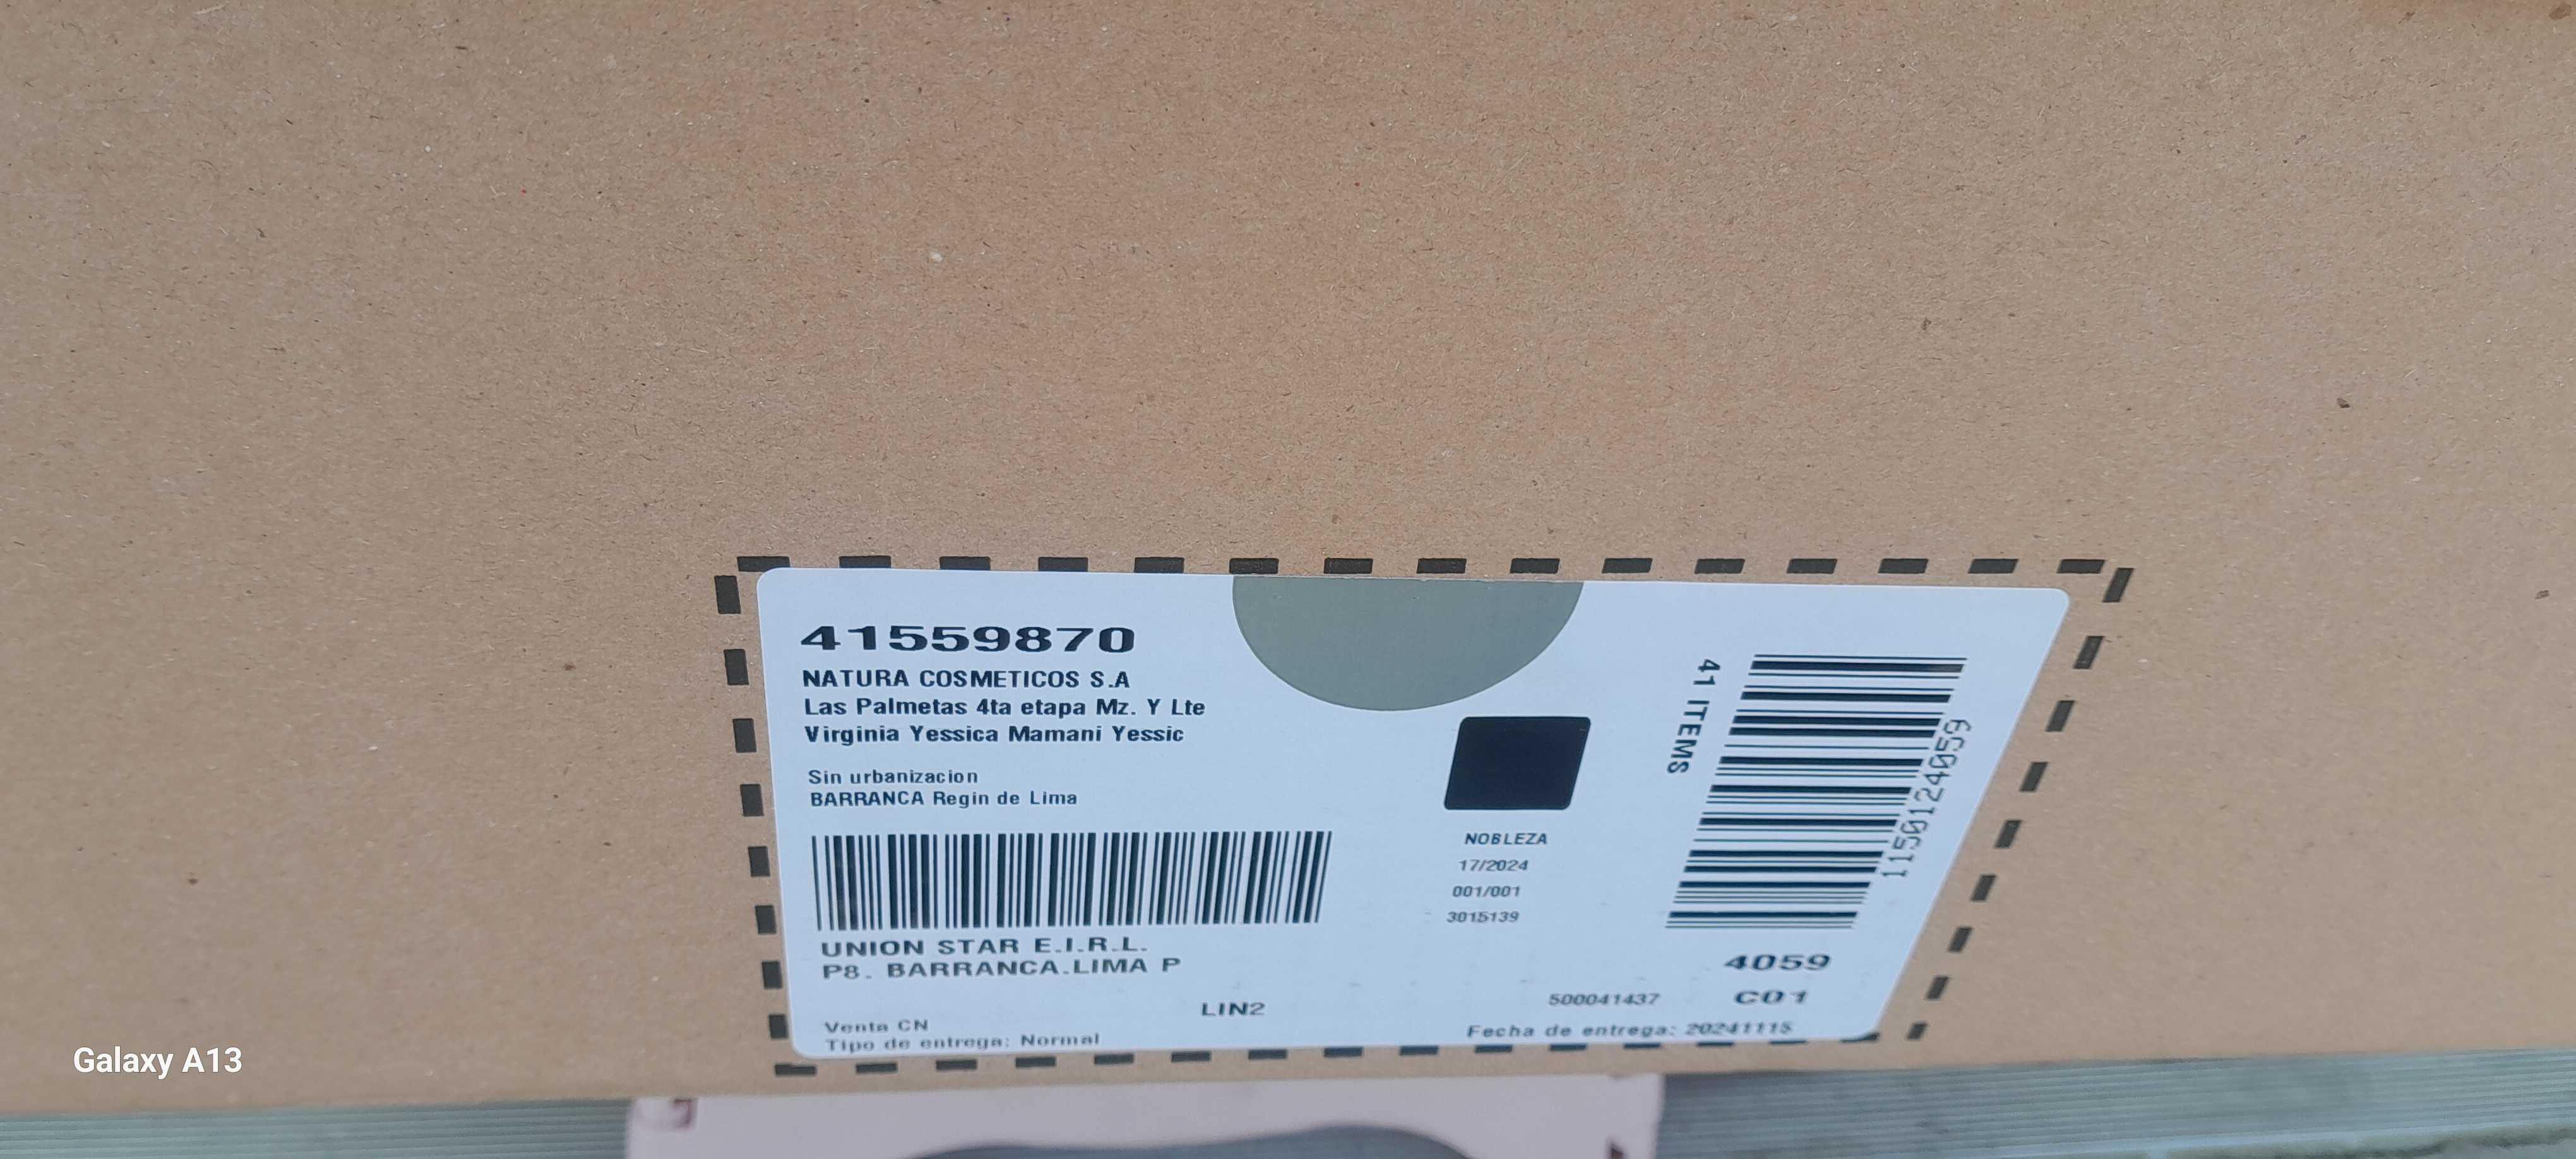 41559870
NATURA COSMETICOS S.A
Las Palmetas 4ta etapa Mz. Y Lte
Virginia Yessica Mamani Yessic
Sin urbanizacion
BARRANCA Regin de Lima
UNION STAR E.I.R.L.
P8. BARRANCA.LIMA P
LIN2
Venta CN
Tipo de entrega: Normal
NOBLEZA
17/2024
001/001
3015139
41 ITEMS
1150124059
4059
500041437
C01
Fecha de entrega: 20241115
Galaxy A13